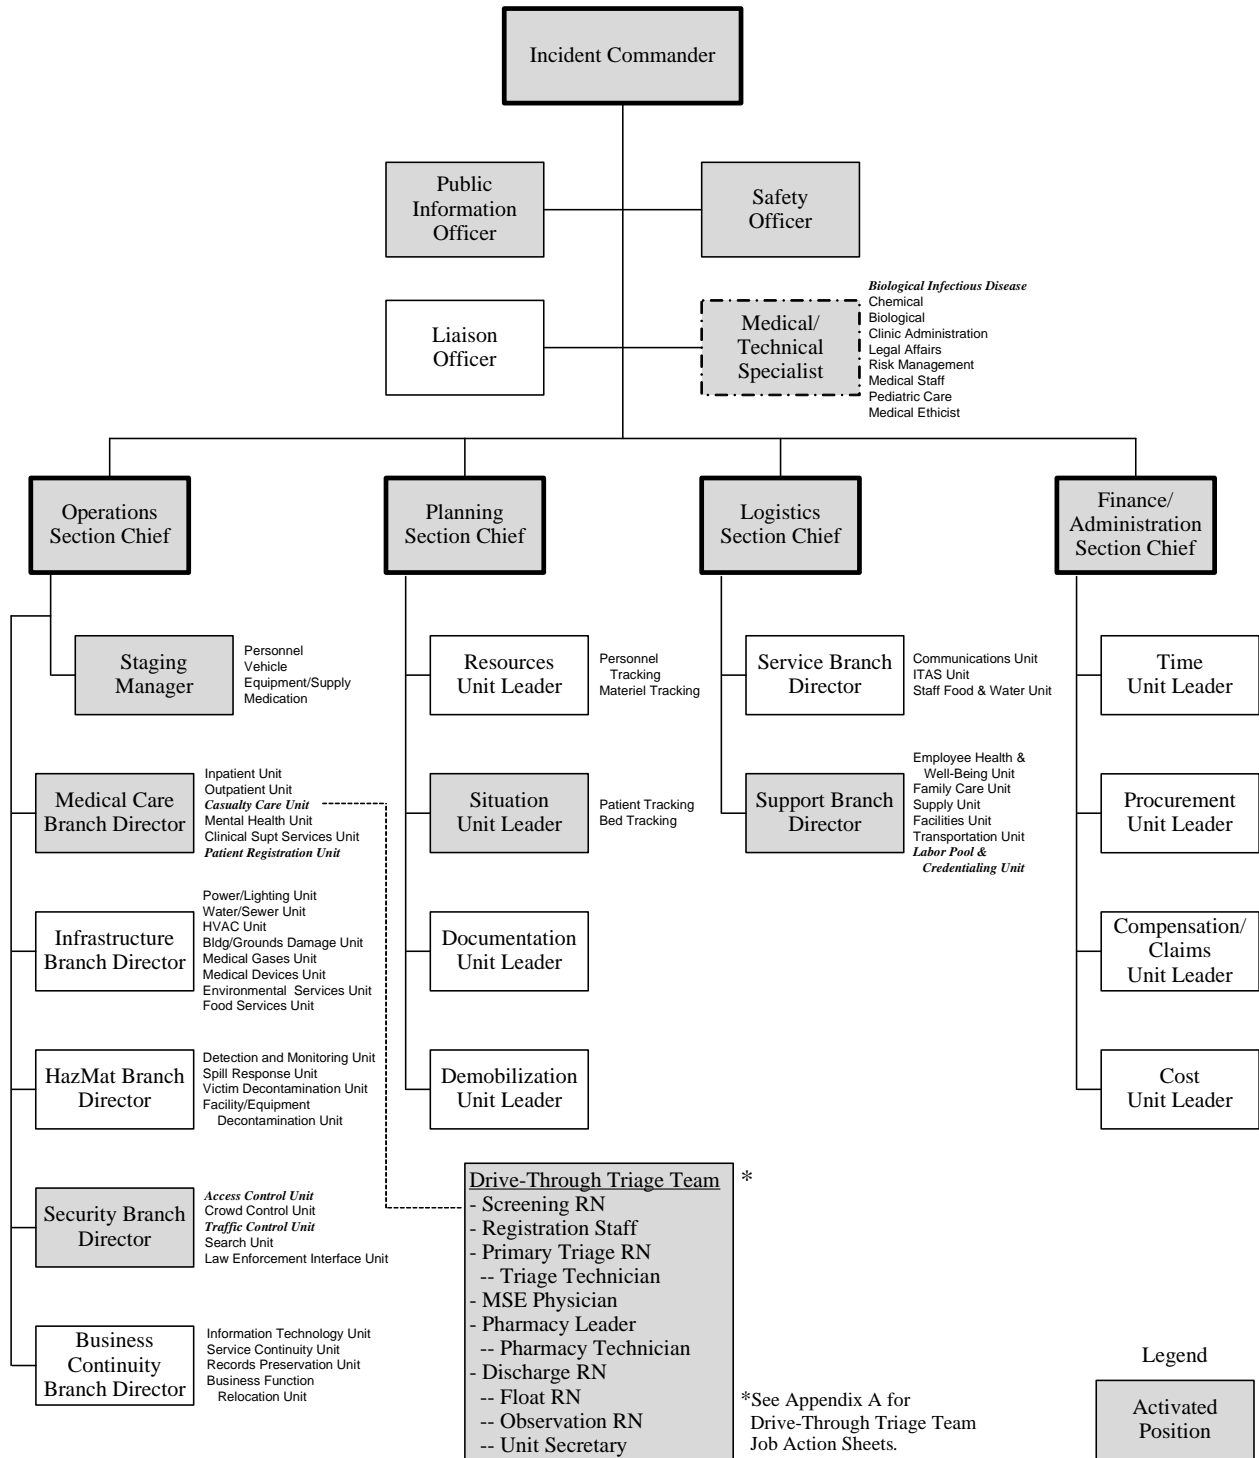 Incident Commander
Public
Information
Officer
Safety
Officer
Liaison
Officer
Medical/
Technical
Specialist
Biological Infectious Disease
Chemical
Biological
Clinic Administration
Legal Affairs
Risk Management
Medical Staff
Pediatric Care
Medical Ethicist
Operations
Section Chief
Planning
Section Chief
Logistics
Section Chief
Finance/
Administration
Section Chief
Staging
Manager
Personnel
Vehicle
Equipment/Supply
Medication
Resources
Unit Leader
Personnel
Tracking
Materiel Tracking
Service Branch
Director
Communications Unit
ITAS Unit
Staff Food & Water Unit
Time
Unit Leader
Medical Care
Branch Director
Inpatient Unit
Outpatient Unit
Casualty Care Unit
Mental Health Unit
Clinical Supt Services Unit
Patient Registration Unit
Situation
Unit Leader
Patient Tracking
Bed Tracking
Support Branch
Director
Employee Health &
Well-Being Unit
Family Care Unit
Supply Unit
Facilities Unit
Transportation Unit
Labor Pool &
Credentialing Unit
Procurement
Unit Leader
Infrastructure
Branch Director
Power/Lighting Unit
Water/Sewer Unit
HVAC Unit
Bldg/Grounds Damage Unit
Medical Gases Unit
Medical Devices Unit
Environmental Services Unit
Food Services Unit
Documentation
Unit Leader
Compensation/
Claims
Unit Leader
HazMat Branch
Director
Detection and Monitoring Unit
Spill Response Unit
Victim Decontamination Unit
Facility/Equipment
Decontamination Unit
Demobilization
Unit Leader
Cost
Unit Leader
Security Branch
Director
Access Control Unit
Crowd Control Unit
Traffic Control Unit
Search Unit
Law Enforcement Interface Unit
Business
Continuity
Branch Director
Information Technology Unit
Service Continuity Unit
Records Preservation Unit
Business Function
Relocation Unit
Drive-Through Triage Team *
- Screening RN
- Registration Staff
- Primary Triage RN
-- Triage Technician
- MSE Physician
- Pharmacy Leader
-- Pharmacy Technician
- Discharge RN
-- Float RN
-- Observation RN
-- Unit Secretary
*See Appendix A for
Drive-Through Triage Team
Job Action Sheets.
Legend
Activated
Position